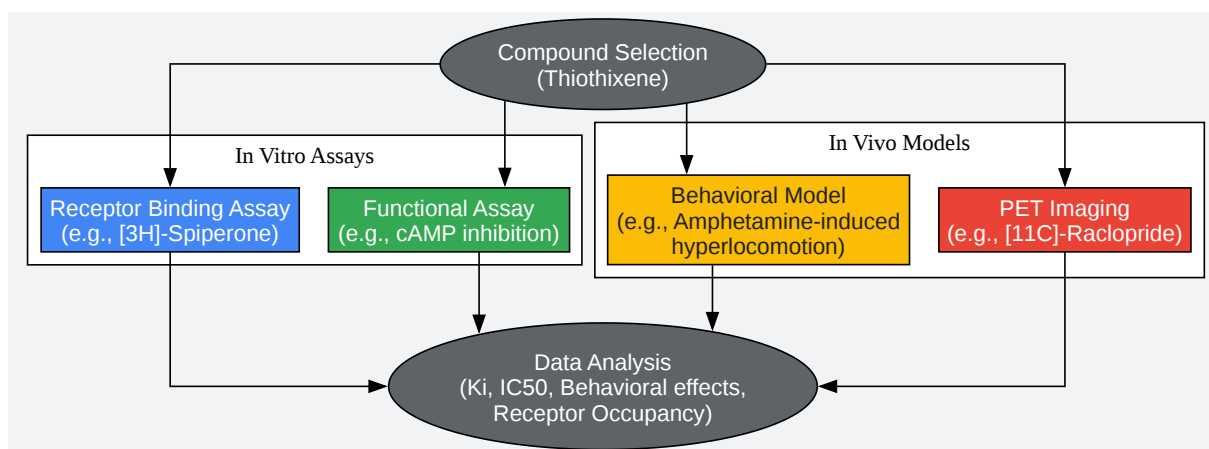 Compound Selection
(Thiothixene)
In Vitro Assays
In Vivo Models
Receptor Binding Assay
(e.g., [3H]-Spiperone)
Functional Assay
(e.g., cAMP inhibition)
Behavioral Model
(e.g., Amphetamine-induced
hyperlocomotion)
PET Imaging
(e.g., [11C]-Raclopride)
Data Analysis
(Ki, IC50, Behavioral effects,
Receptor Occupancy)